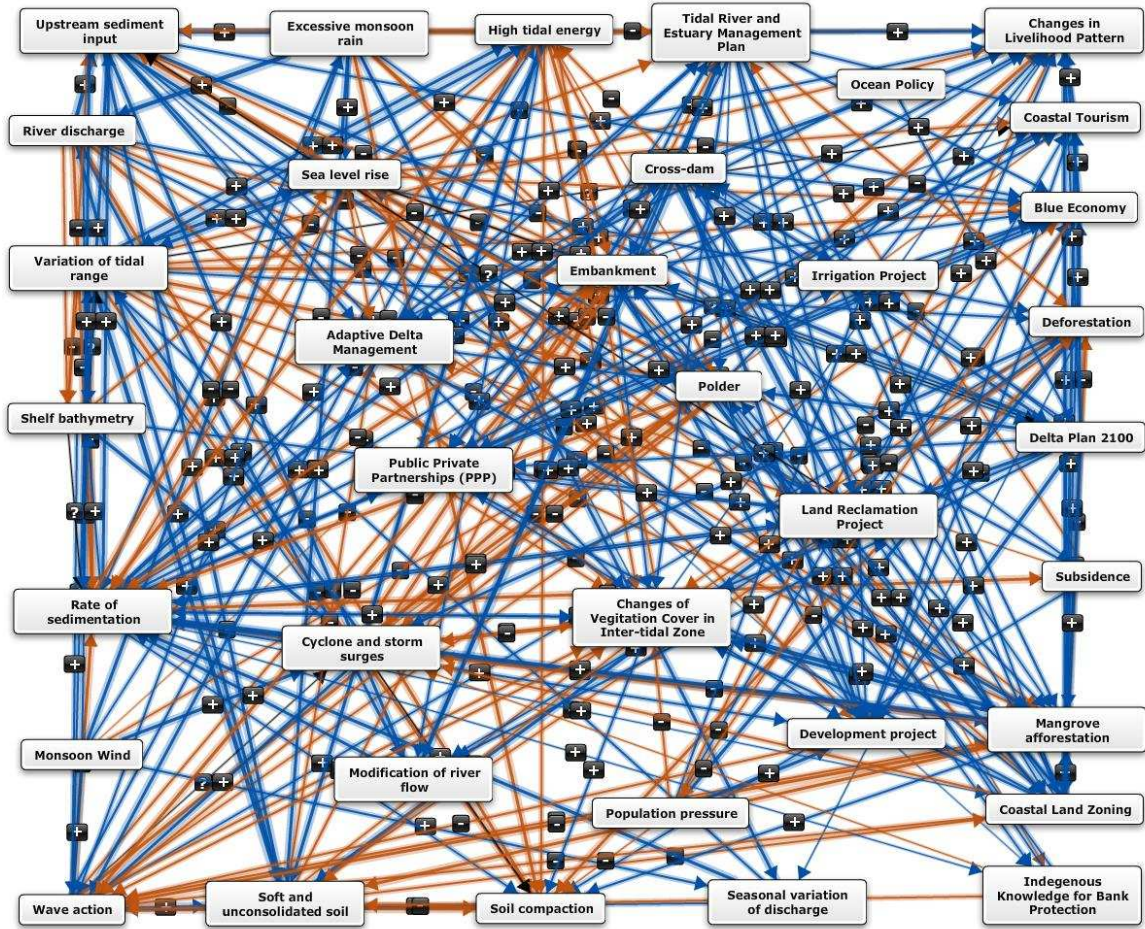 Upstream sediment
input
Excessive monsoon
rain
High tidal energy
Tidal River and
Estuary Management
Plan
Changes in
Livelihood Pattern
Ocean Policy
Coastal Tourism
River discharge
Sea level rise
Cross-dam
Blue Economy
Variation of tidal
range
Embankment
Irrigation Project
Adaptive Delta
Management
Deforestation
Polder
Shelf bathymetry
Delta Plan 2100
Public Private
Partnerships (PPP)
Land Reclamation
Project
Subsidence
Rate of
sedimentation
Changes of
Vegitation Cover in
Inter-tidal Zone
Cyclone and storm
surges
Mangrove
afforestation
Development project
Monsoon Wind
Modification of river
flow
Population pressure
Coastal Land Zoning
Wave action
Soft and
unconsolidated soil
Soil compaction
Seasonal variation
of discharge
Indegenous
Knowledge for Bank
Protection